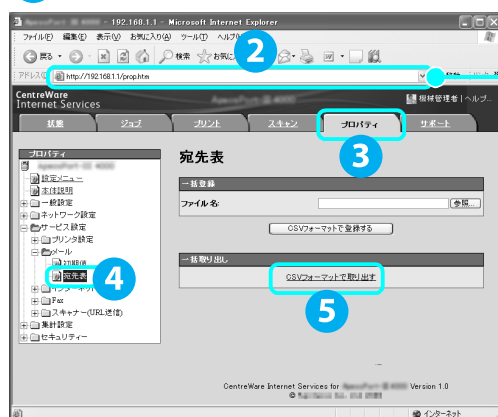 - 192.168.1.1 - Microsoft Internet Explorer
ファイル(F) 編集(E) 表示(V) お気に入り(A) ツール(T) ヘルプ
戻る 検索 お気に
2
アドレス(D) http://192.168.1.1/prop.htm
CentreWare
Internet Services
機械管理者 | ヘルプ
状態 ジョブ プリント スキャン プロパティ サポート
3
プロパティ
宛先表
設定メニュー
本体説明
一般設定
ネットワーク設定
サービス設定
プリンタ設定
メール
初期値
宛先表
4
インターネット
Fax
スキャナー(URL送信)
集計設定
セキュリティー
一括登録
ファイル名: 参照...
CSVフォーマットで登録する
一括取り出し
CSVフォーマットで取り出す
5
CentreWare Internet Services for Version 1.0
©
インターネット